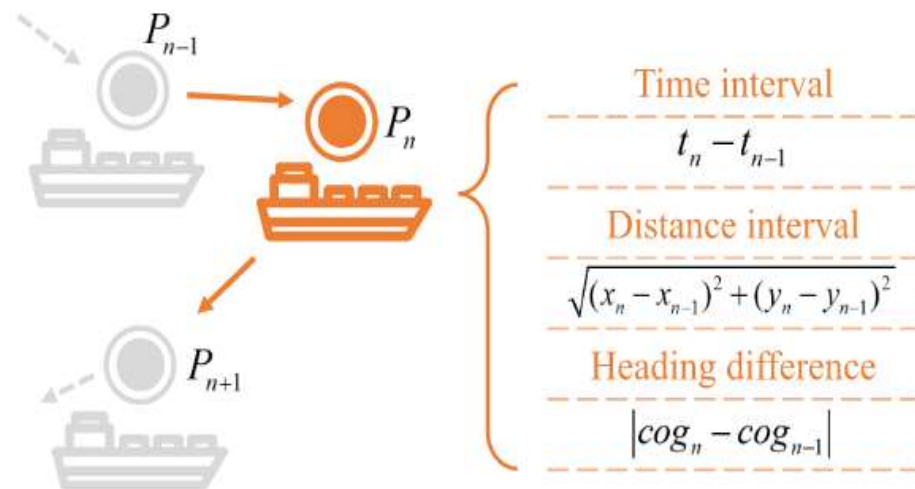 P_{n-1}
P_n
P_{n+1}
Time interval
t_n - t_{n-1}
Distance interval
\sqrt{(x_n - x_{n-1})^2 + (y_n - y_{n-1})^2}
Heading difference
|cog_n - cog_{n-1}|